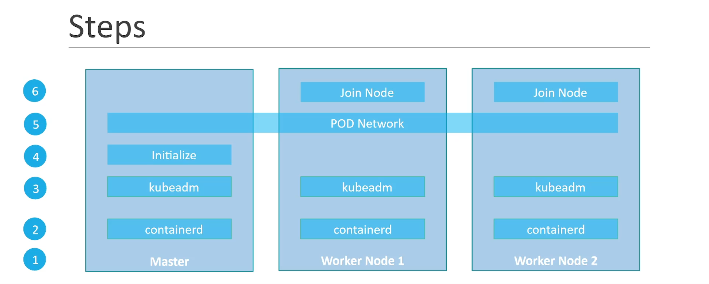 Steps
6 Join Node Join Node
5 POD Network
4 Initialize
3 kubeadm kubeadm kubeadm
2 containerd containerd containerd
1 Master Worker Node 1 Worker Node 2